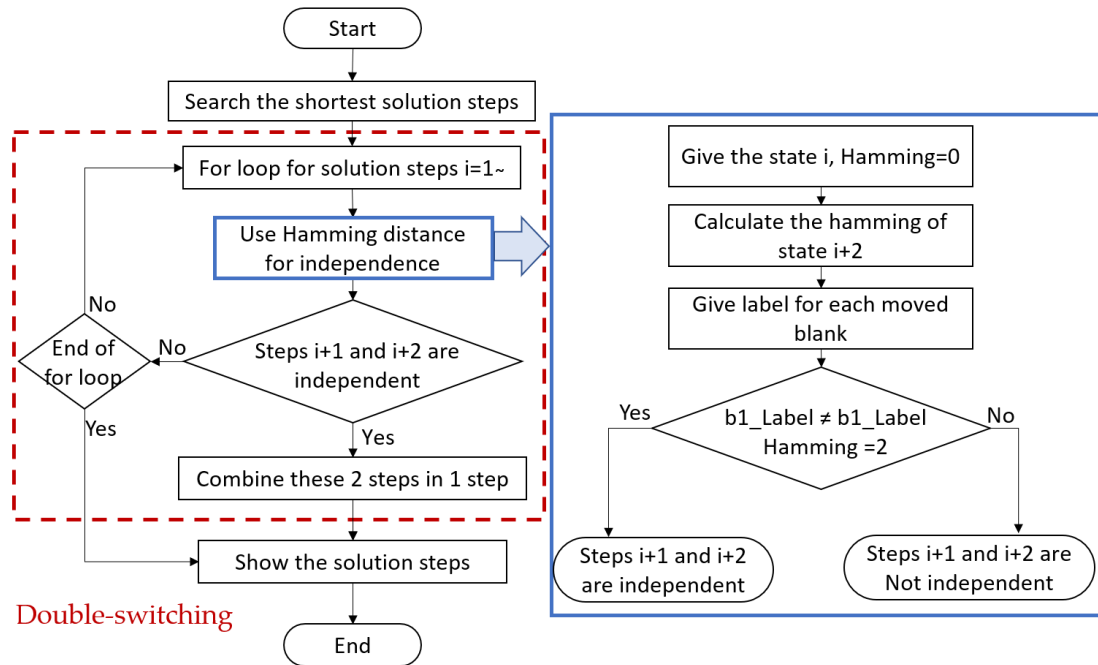 Start
Search the shortest solution steps
For loop for solution steps i=1~
Use Hamming distance
for independence
No
End of
for loop
No
Steps i+1 and i+2 are
independent
Yes
Yes
Combine these 2 steps in 1 step
Show the solution steps
Double-switching
End
Give the state i, Hamming=0
Calculate the hamming of
state i+2
Give label for each moved
blank
Yes
b1_Label ≠ b1_Label
Hamming =2
No
Steps i+1 and i+2
are independent
Steps i+1 and i+2 are
Not independent